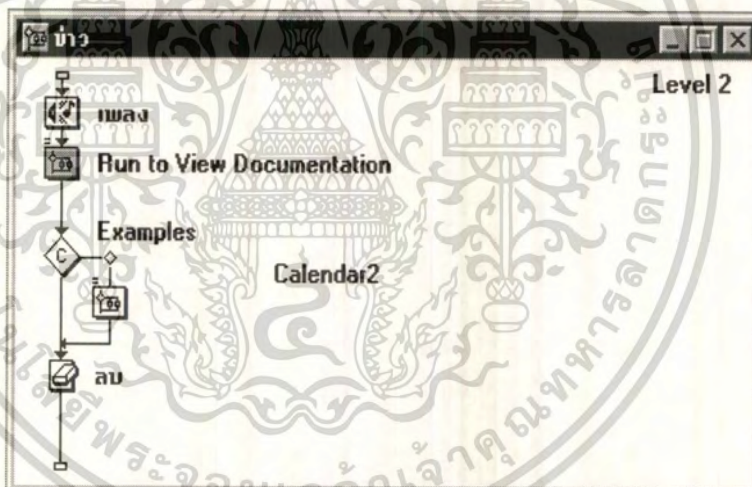 ข่าว
Level 2
เพลง
Run to View Documentation
Examples
C
Calendar2
ลบ